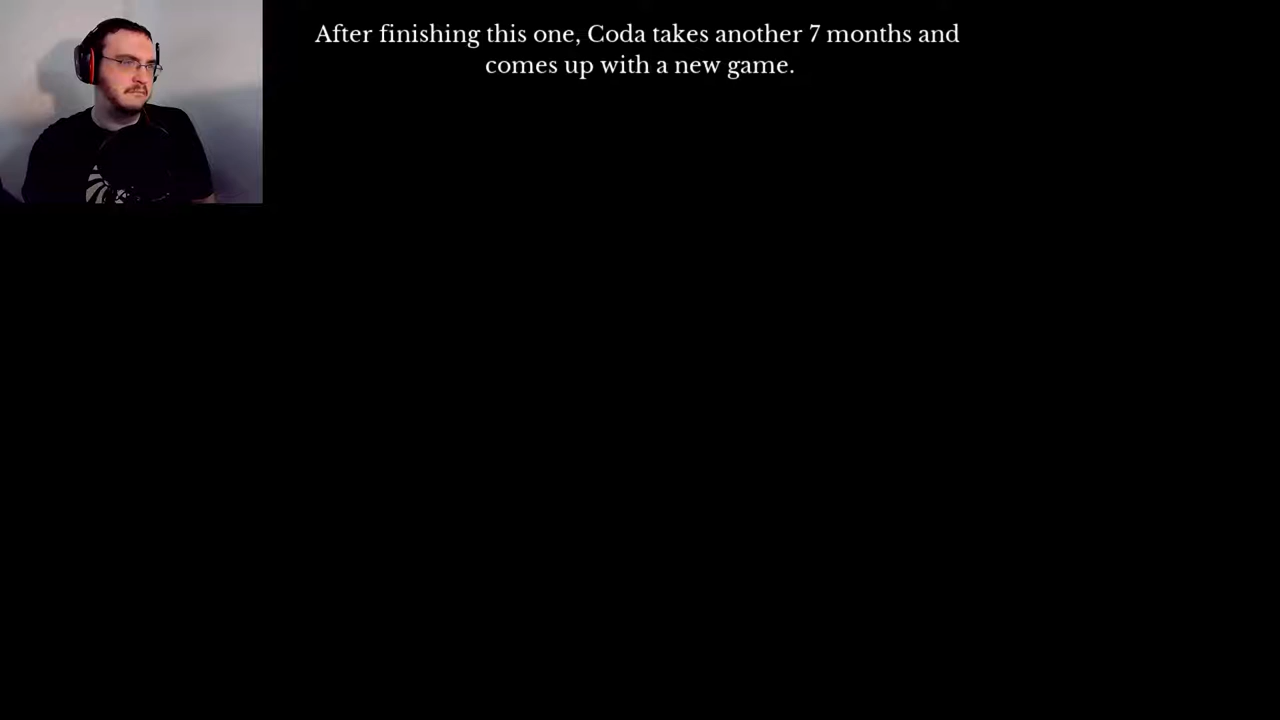 After finishing this one, Coda takes another 7 months and
comes up with a new game.